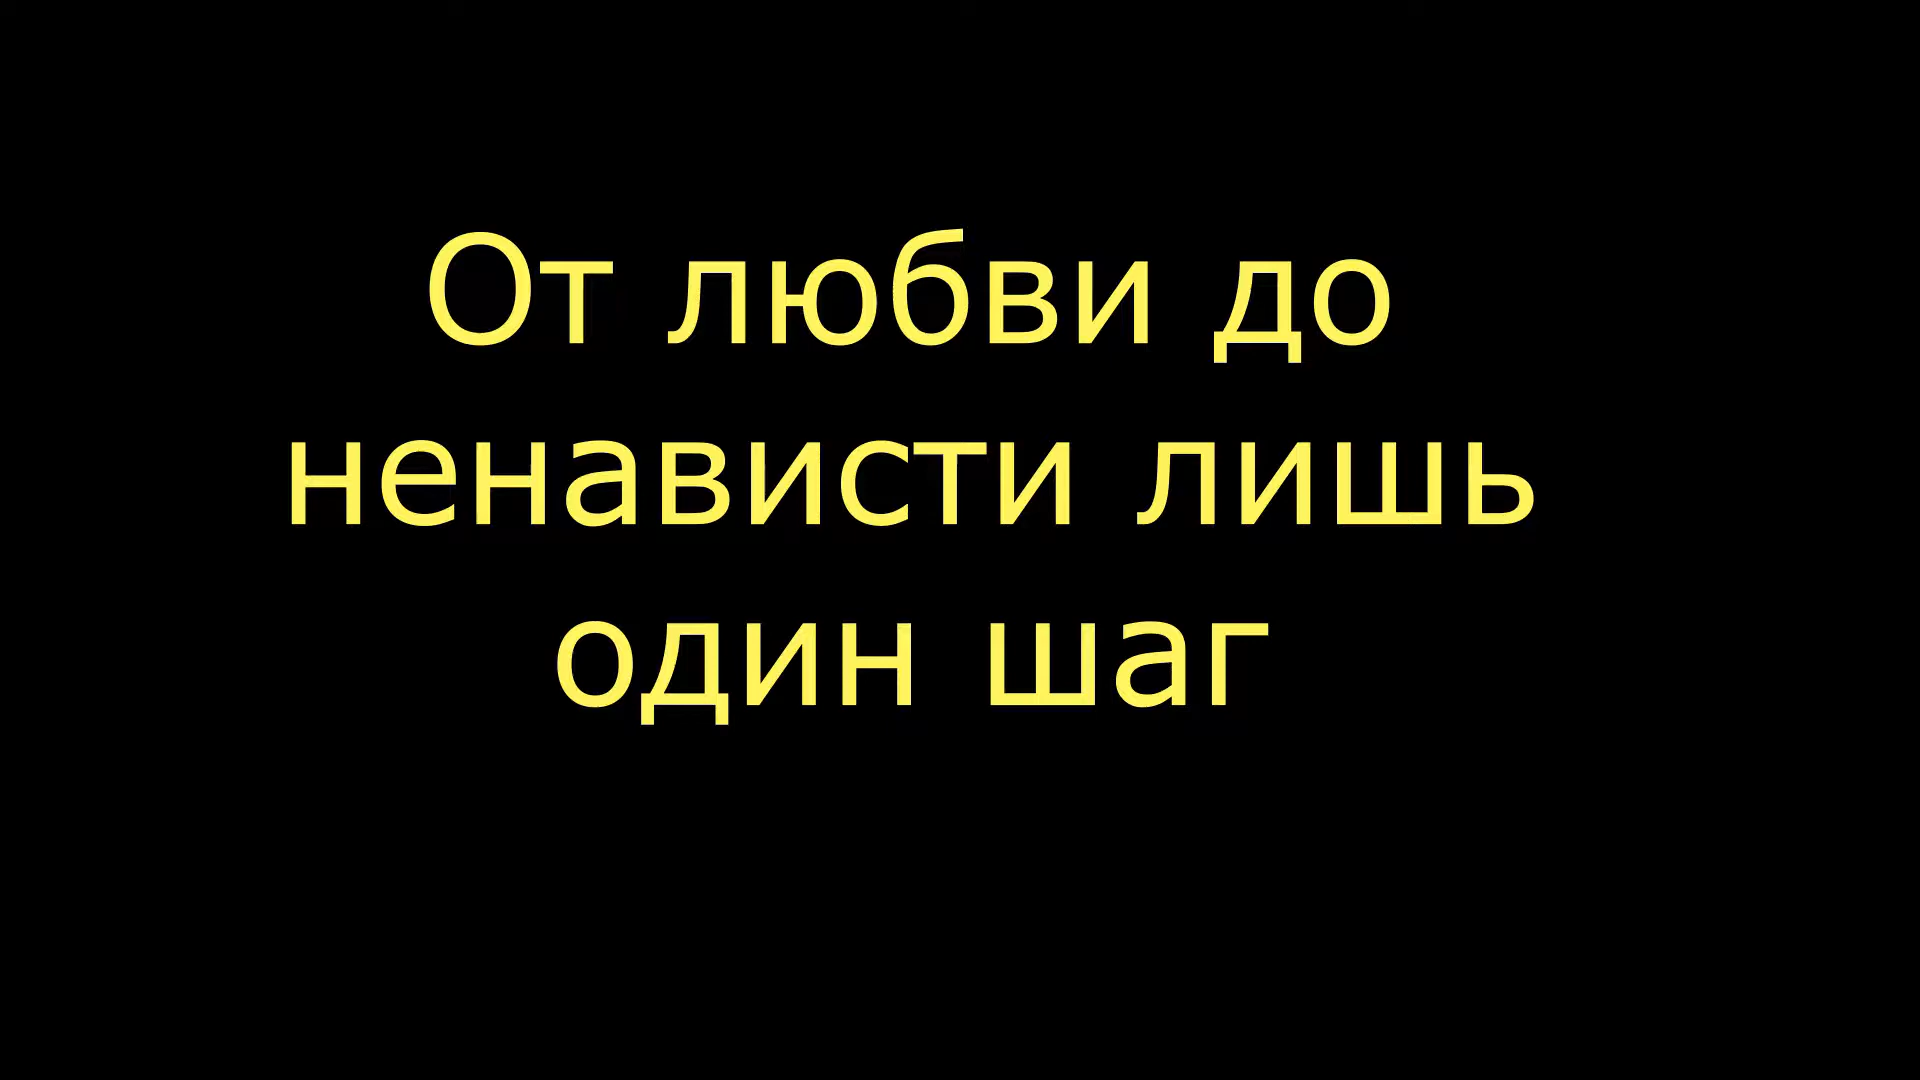 От любви до
ненависти лишь
один шаг